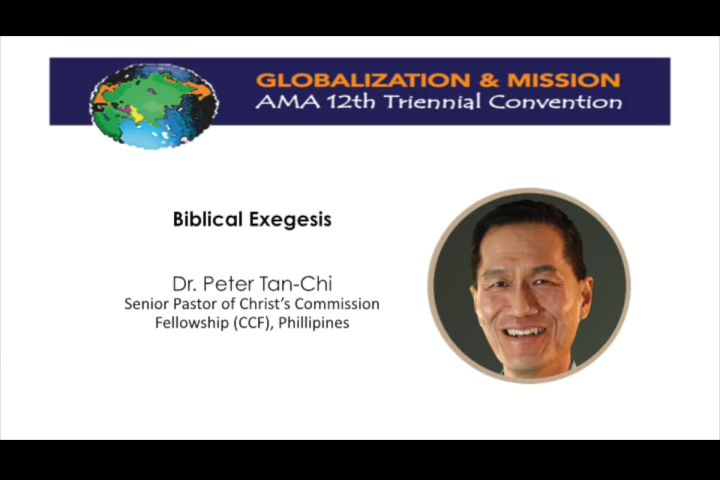 GLOBALIZATION & MISSION
AMA 12th Triennial Convention
Biblical Exegesis
Dr. Peter Tan-Chi
Senior Pastor of Christ's Commission
Fellowship (CCF), Phillipines